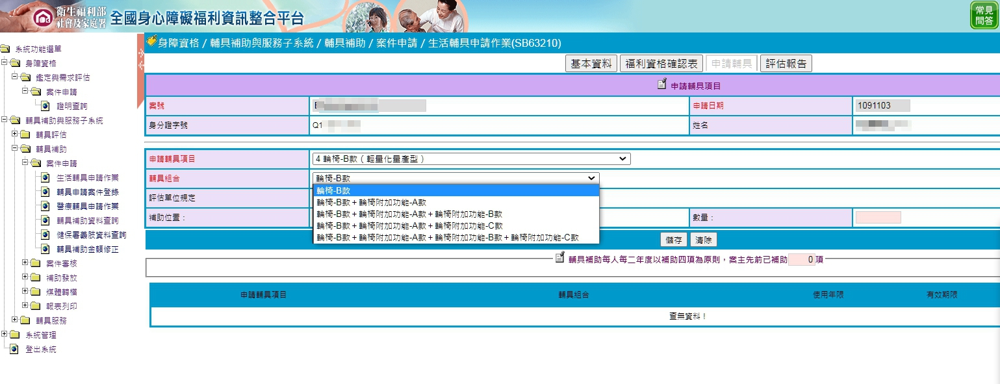 衛生福利部
社會及家庭署
全國身心障礙福利資訊整合平台
常見
問答
系統功能選單
身障資格
鑑定與需求評估
案件申請
證明查詢
輔具補助與服務子系統
輔具評估
輔具補助
案件申請
生活輔具申請作業
輔具申請案件登錄
醫療輔具申請作業
輔具補助資料查詢
健保署義肢資料查詢
輔具補助金額修正
案件審核
補助發放
媒體轉檔
報表列印
輔具服務
系統管理
登出系統
身障資格 / 輔具補助與服務子系統 / 輔具補助 / 案件申請 / 生活輔具申請作業(SB63210)
基本資料 福利資格確認表 申請輔具 評估報告
申請輔具項目
案號 申請日期 1091103
身分證字號 Q1 姓名
申請輔具項目 4 輪椅-B款（輕量化量產型）
輔具組合 輪椅-B款
輪椅-B款
評估單位規定
輪椅-B款＋輪椅附加功能-A款
輪椅-B款＋輪椅附加功能-A款＋輪椅附加功能-B款
補助位置： 數量：
輪椅-B款＋輪椅附加功能-A款＋輪椅附加功能-C款
輪椅-B款＋輪椅附加功能-A款＋輪椅附加功能-B款＋輪椅附加功能-C款
儲存 清除
輔具補助每人每二年度以補助四項為原則，案主先前已補助 0 項
申請輔具項目 輔具組合 使用年限 有效期限
查無資料！